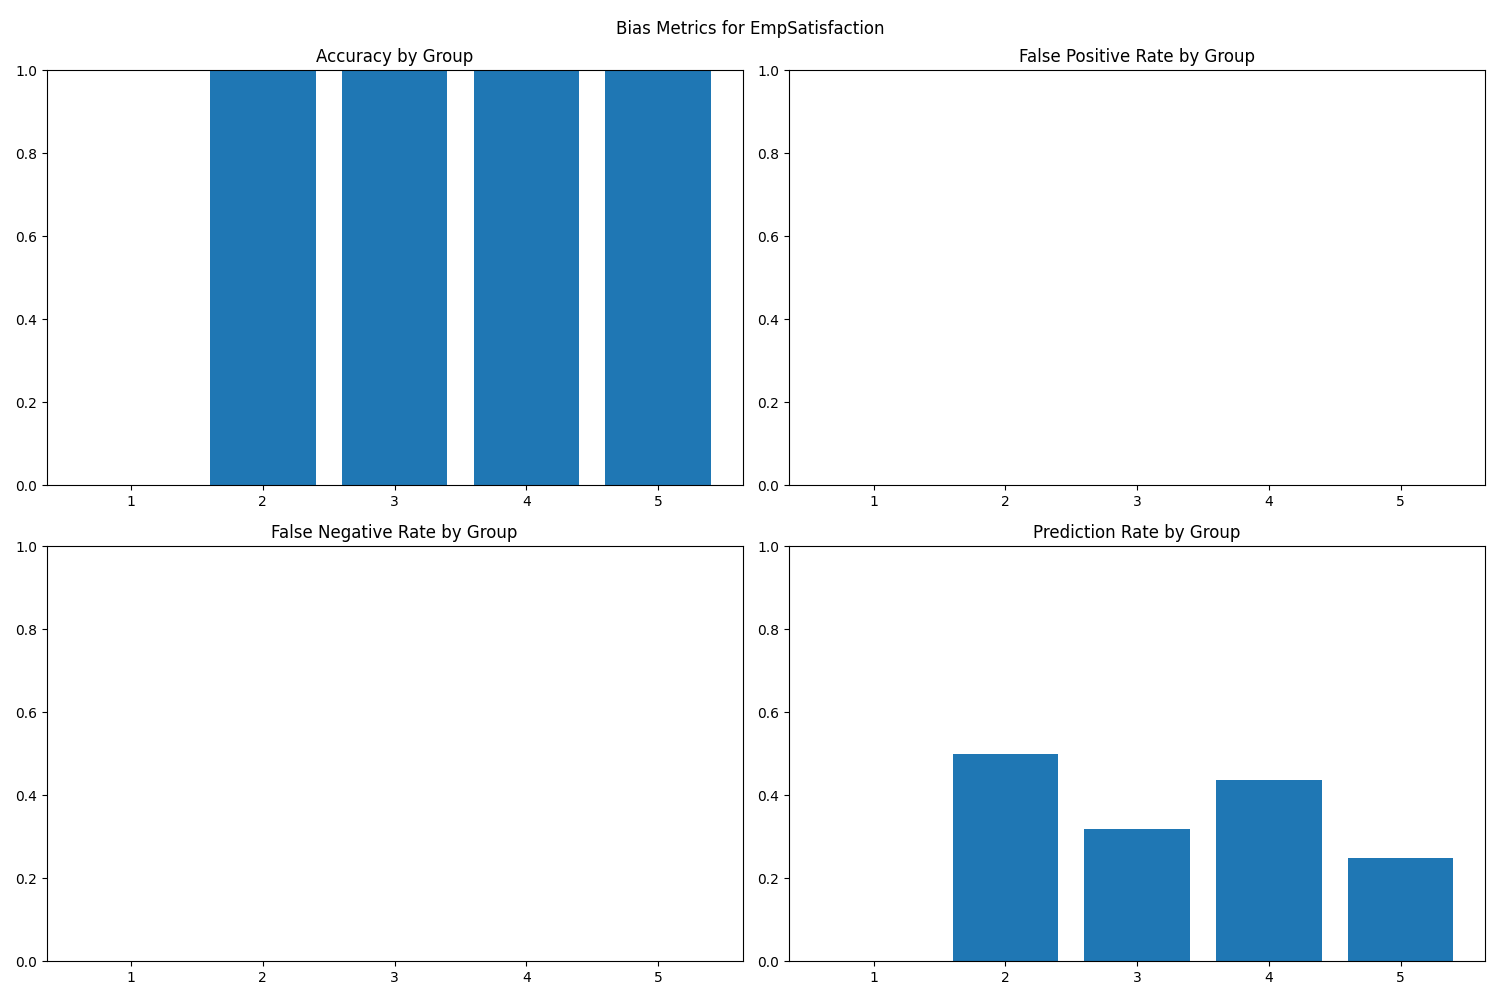 Bias Metrics for EmpSatisfaction
Accuracy by Group
1.0
0.8
0.6
0.4
0.2
0.0
1 2 3 4 5
False Positive Rate by Group
1.0
0.8
0.6
0.4
0.2
0.0
1 2 3 4 5
False Negative Rate by Group
1.0
0.8
0.6
0.4
0.2
0.0
1 2 3 4 5
Prediction Rate by Group
1.0
0.8
0.6
0.4
0.2
0.0
1 2 3 4 5